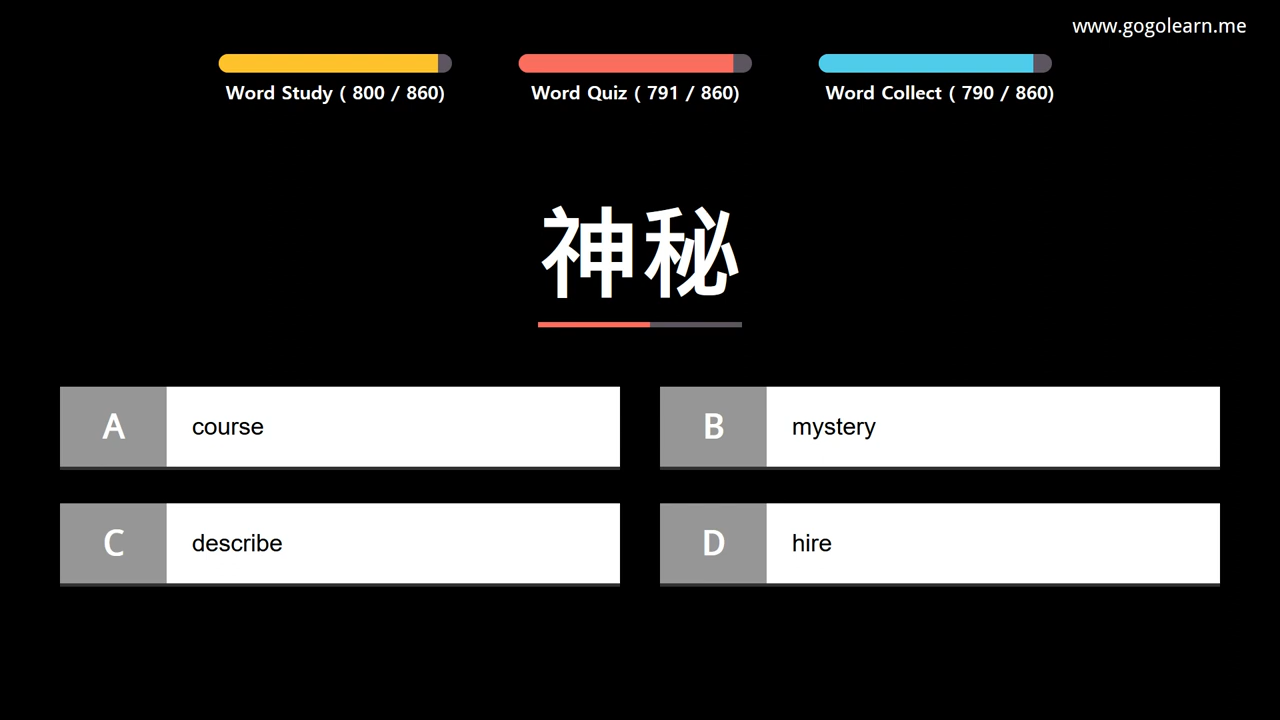 www.gogolearn.me
Word Study ( 800 / 860)
Word Quiz ( 791 / 860)
Word Collect ( 790 / 860)
神秘
A course
B mystery
C describe
D hire